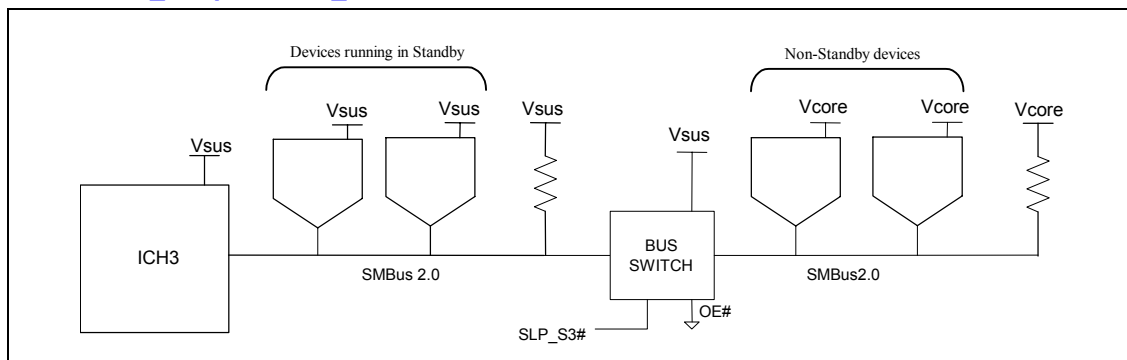 Devices running in Standby
Non-Standby devices
Vsus
Vsus
Vsus
Vcore
Vcore
Vcore
Vsus
Vsus
ICH3
BUS
SWITCH
SMBus 2.0
SMBus2.0
OE#
SLP_S3#